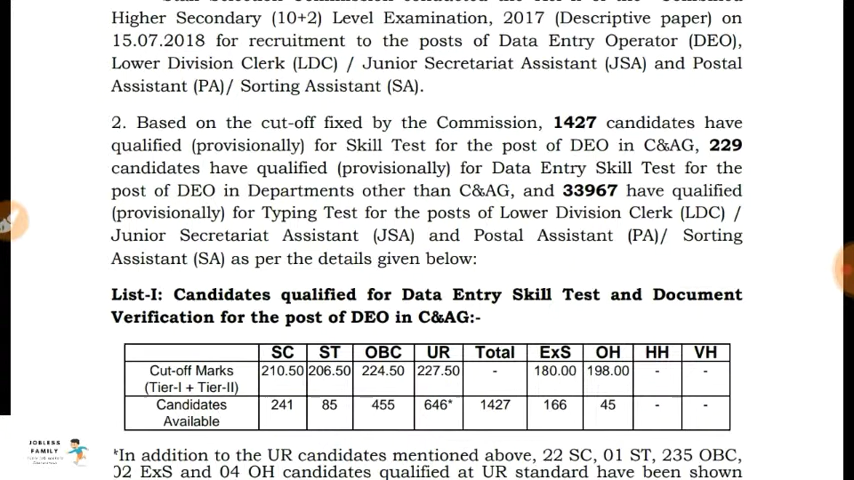 Higher Secondary (10+2) Level Examination, 2017 (Descriptive paper) on
15.07.2018 for recruitment to the posts of Data Entry Operator (DEO),
Lower Division Clerk (LDC) / Junior Secretariat Assistant (JSA) and Postal
Assistant (PA)/ Sorting Assistant (SA).
2. Based on the cut-off fixed by the Commission, 1427 candidates have
qualified (provisionally) for Skill Test for the post of DEO in C&AG, 229
candidates have qualified (provisionally) for Data Entry Skill Test for the
post of DEO in Departments other than C&AG, and 33967 have qualified
(provisionally) for Typing Test for the posts of Lower Division Clerk (LDC) /
Junior Secretariat Assistant (JSA) and Postal Assistant (PA)/ Sorting
Assistant (SA) as per the details given below:
List-I: Candidates qualified for Data Entry Skill Test and Document
Verification for the post of DEO in C&AG:-
SC ST OBC UR Total ExS OH HH VH
Cut-off Marks (Tier-I + Tier-II) 210.50 206.50 224.50 227.50 - 180.00 198.00 - -
Candidates Available 241 85 455 646* 1427 166 45 - -
JOBLESS
FAMILY
*In addition to the UR candidates mentioned above, 22 SC, 01 ST, 235 OBC,
02 ExS and 04 OH candidates qualified at UR standard have been shown